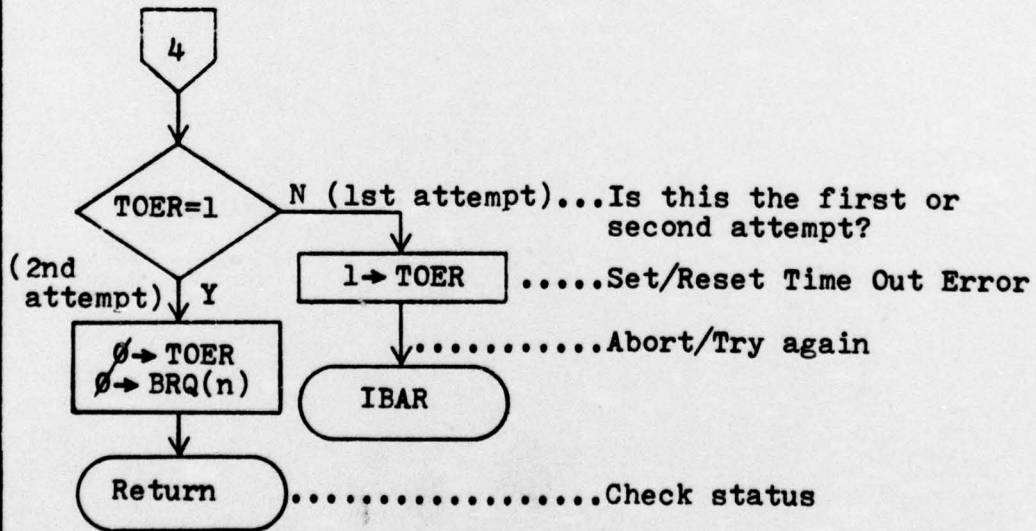 4
TOER=1
N (1st attempt)...Is this the first or
second attempt?
(2nd
attempt) Y
1→ TOER .....Set/Reset Time Out Error
Ø→ TOER
Ø→ BRQ(n)
...........Abort/Try again
IBAR
Return ..................Check status